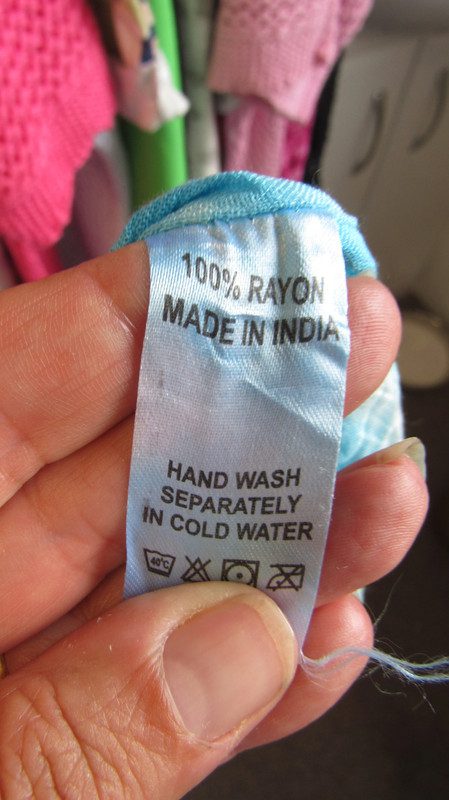 100% RAYON
MADE IN INDIA
HAND WASH
SEPARATELY
IN COLD WATER
40°C